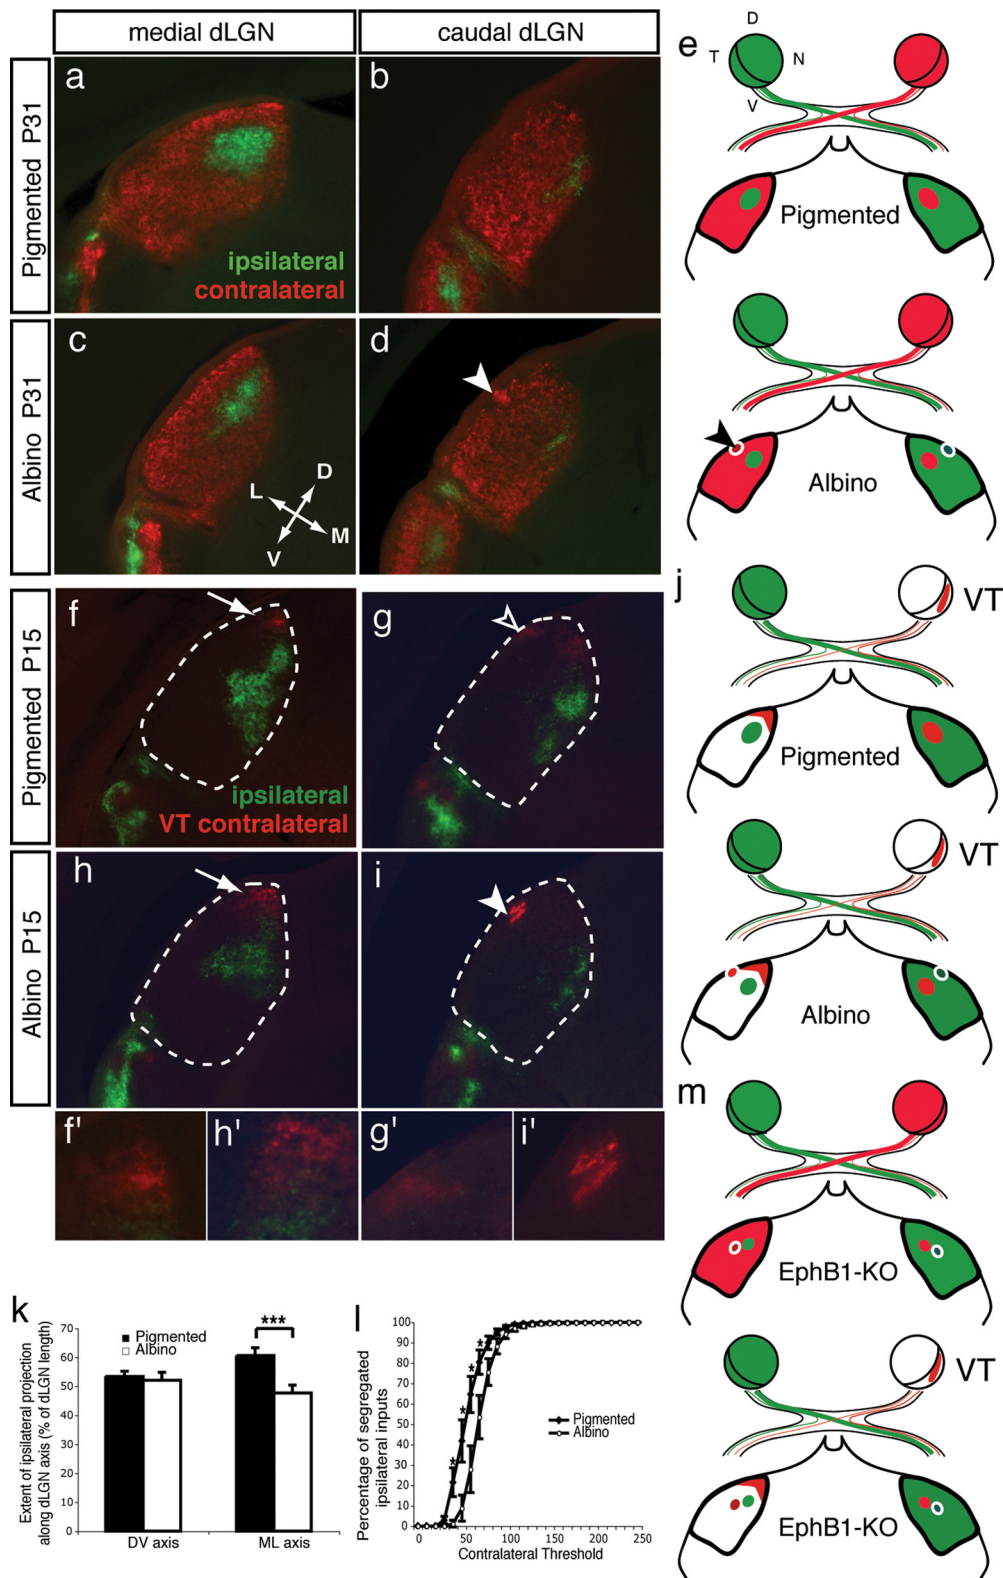 medial dLGN
caudal dLGN
Pigmented P31
a
b
ipsilateral
contralateral
Albino P31
c
d
D
L
M
V
e
D
T
N
V
Pigmented
Albino
Pigmented P15
f
g
ipsilateral
VT contralateral
Albino P15
h
i
f'
h'
g'
i'
j
VT
Pigmented
VT
Albino
k
Extent of ipsilateral projection
along dLGN axis (% of dLGN length)
70
60
50
40
30
20
10
0
Pigmented
Albino
***
DV axis
ML axis
l
Percentage of segregated
ipsilateral inputs
100
90
80
70
60
50
40
30
20
10
0
* * * *
*
Pigmented
Albino
0 50 100 150 200 250
Contralateral Threshold
m
EphB1-KO
VT
EphB1-KO